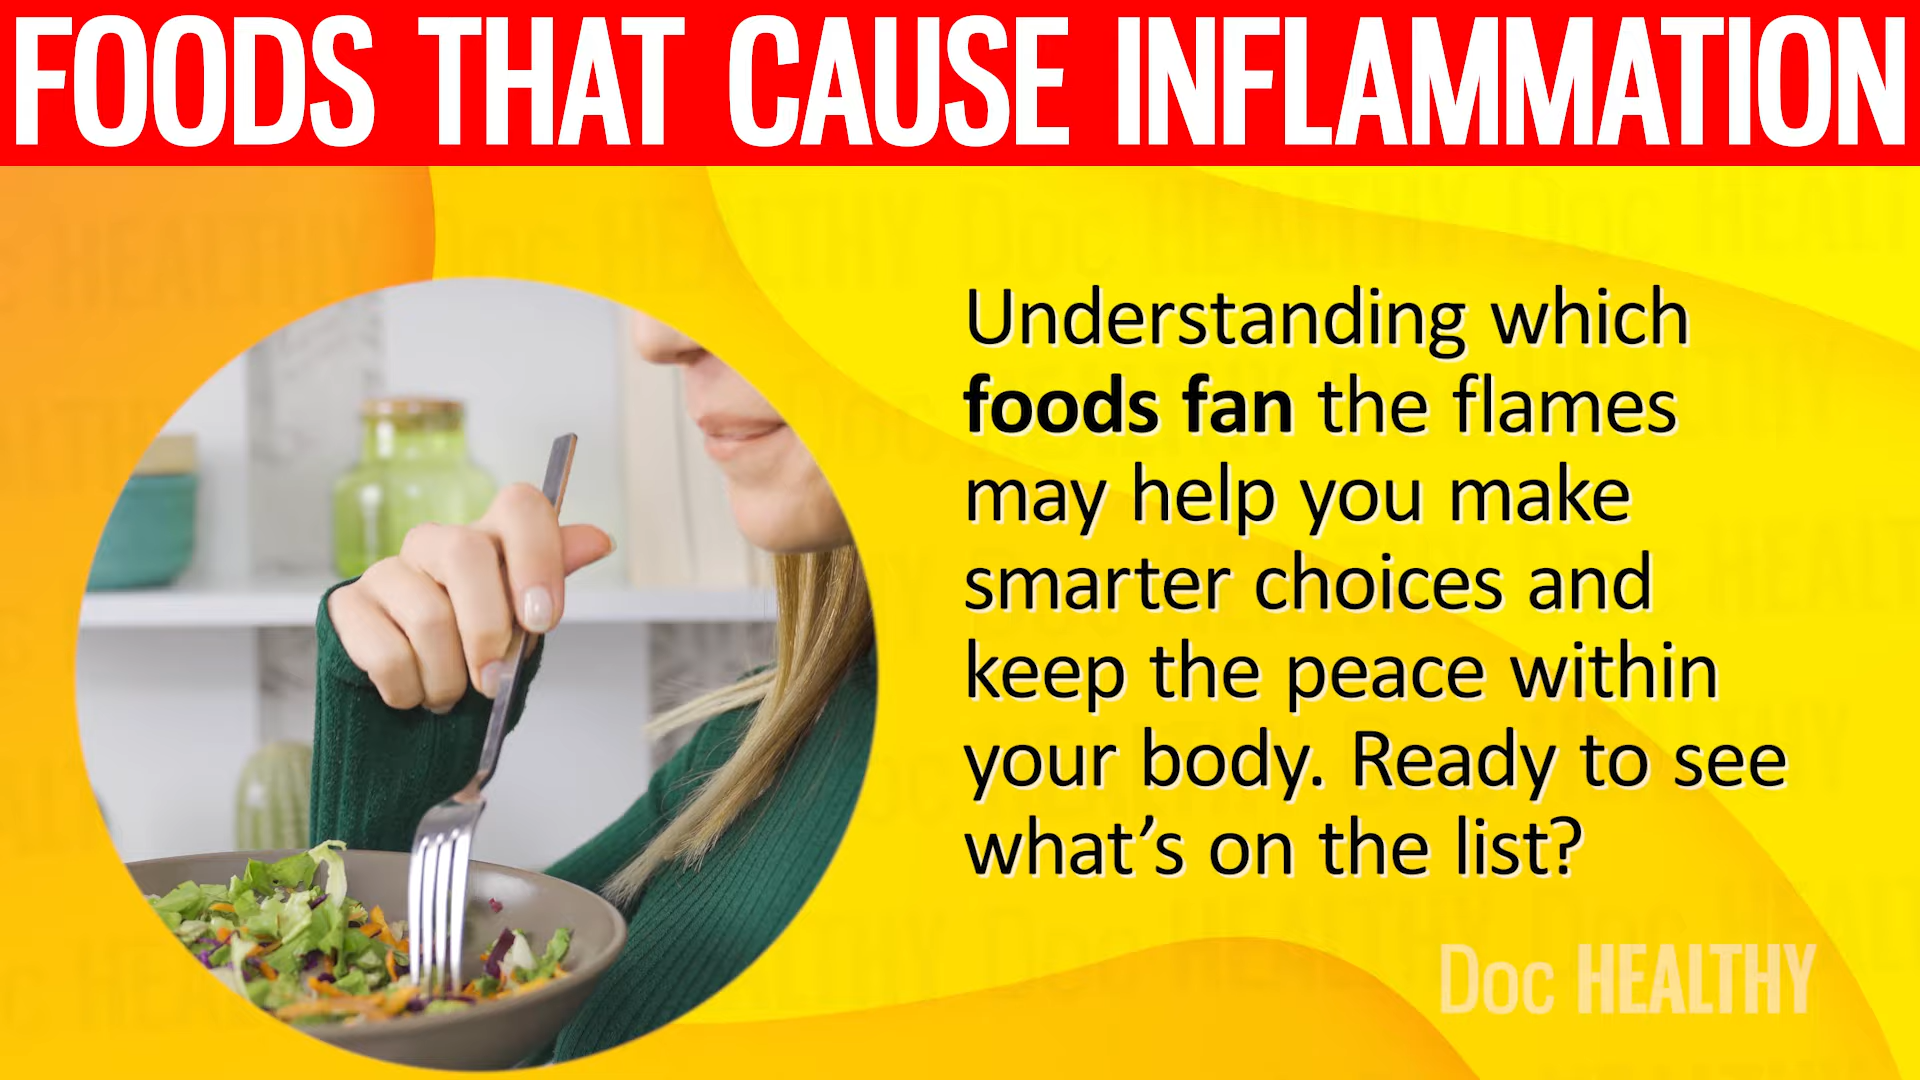 FOODS THAT CAUSE INFLAMMATION
Understanding which
foods fan the flames
may help you make
smarter choices and
keep the peace within
your body. Ready to see
what’s on the list?
Doc HEALTHY